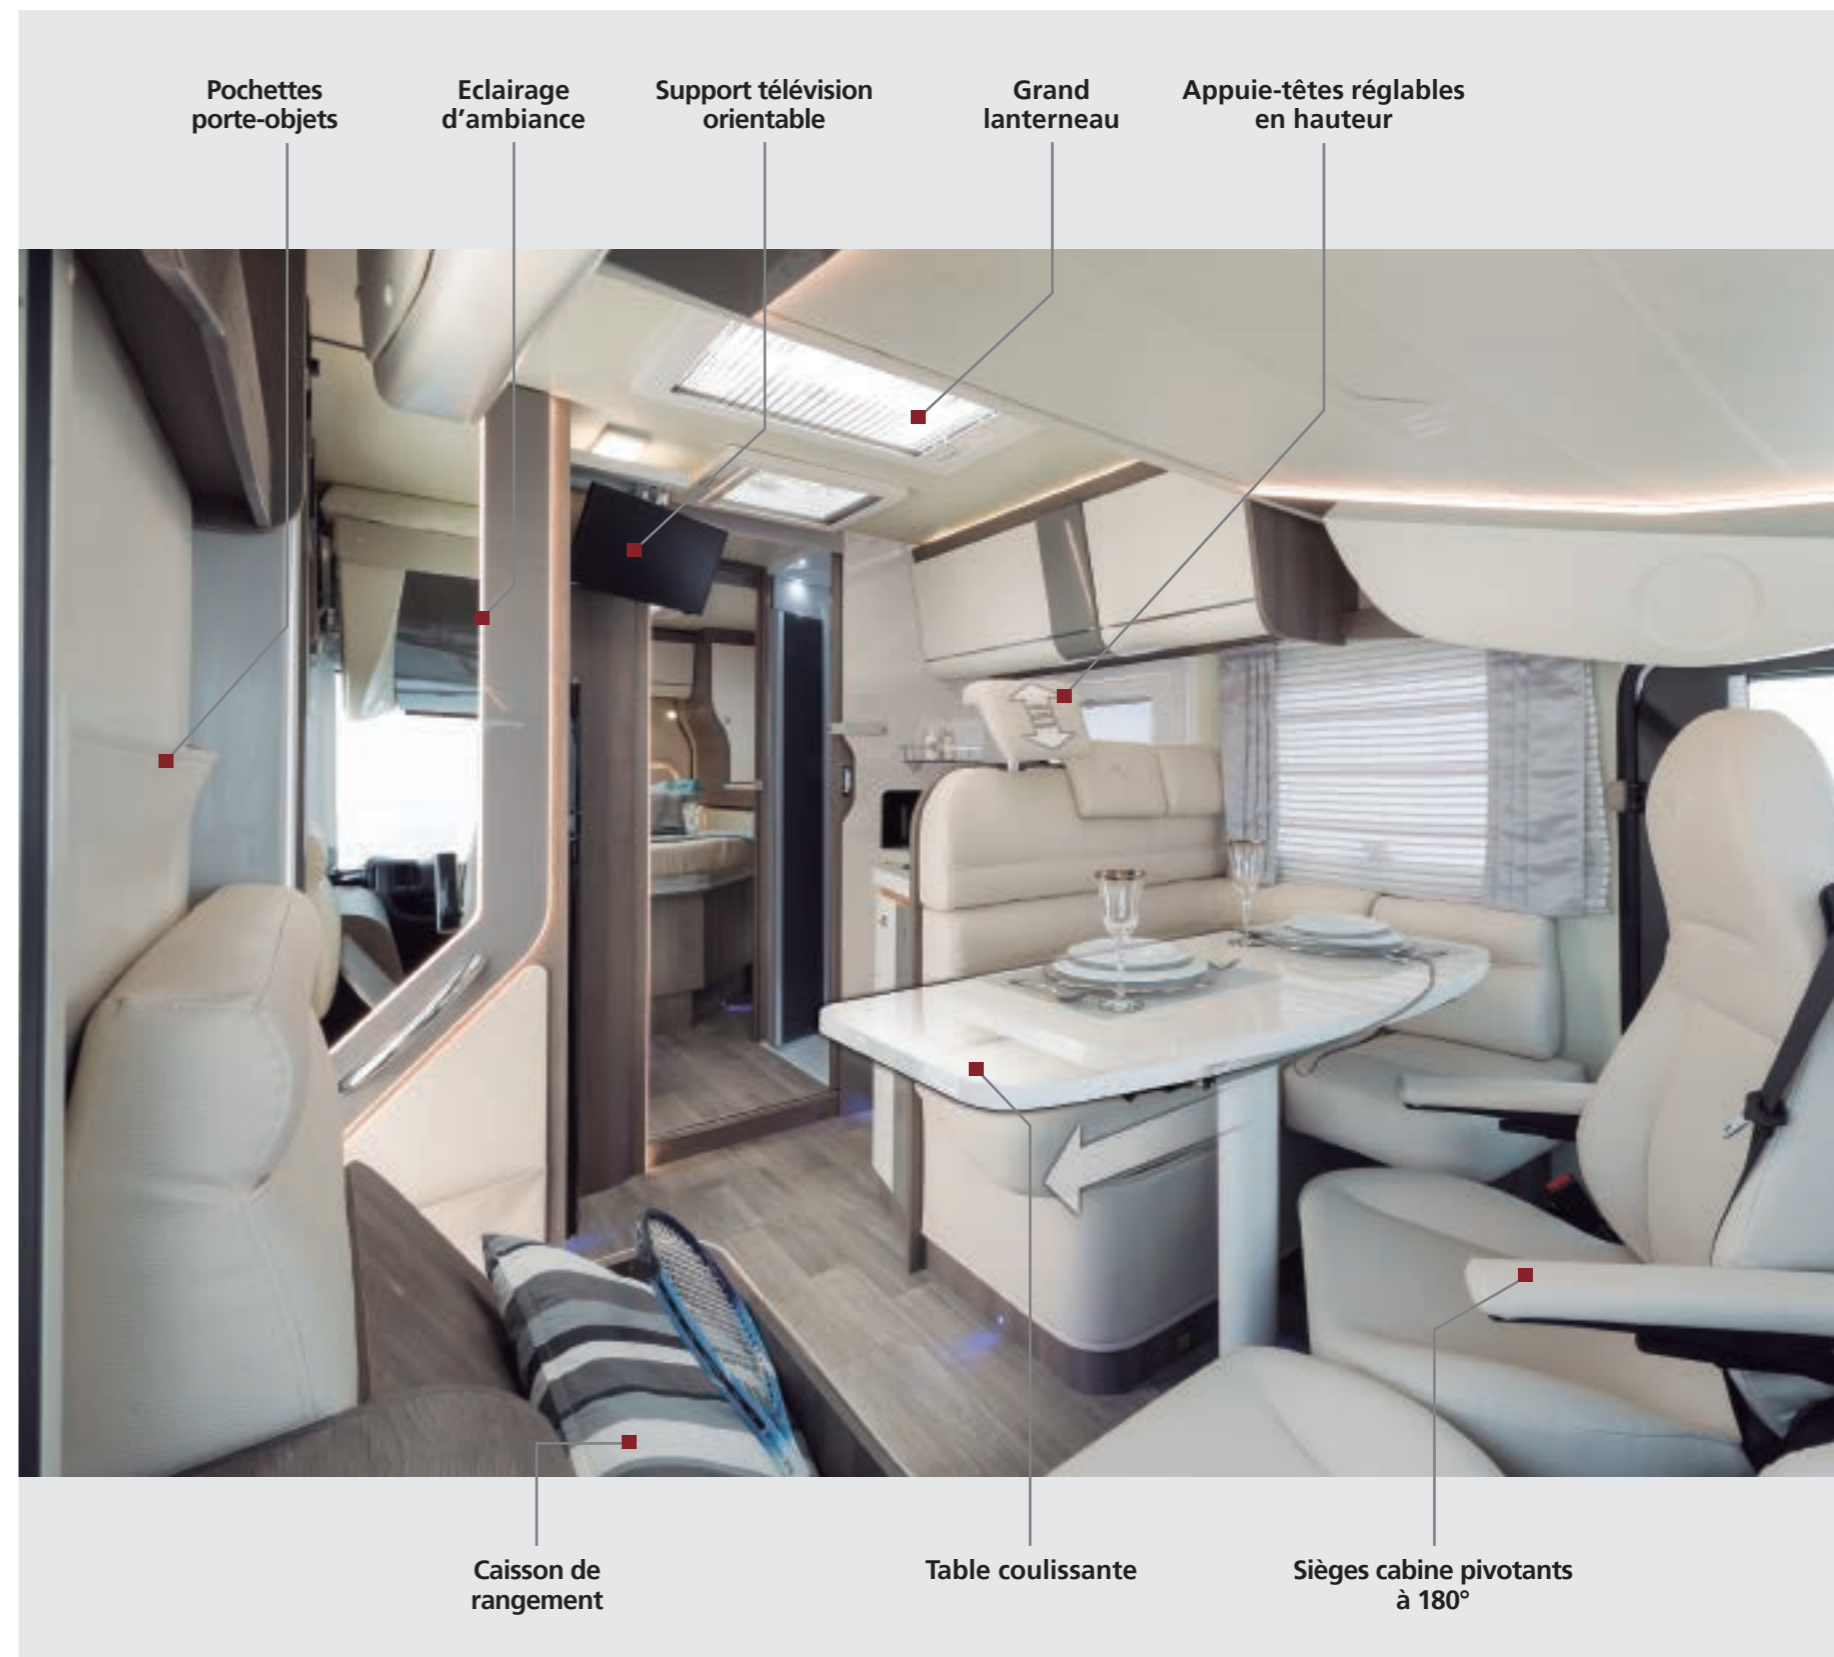 Pochettes
porte-objets
Eclairage
d’ambiance
Support télévision
orientable
Grand
lanterneau
Appuie-têtes réglables
en hauteur
Caisson de
rangement
Table coulissante
Sièges cabine pivotants
à 180°